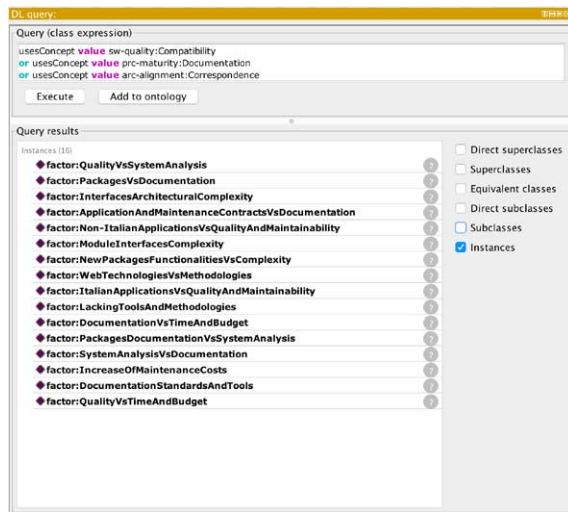 DL query:
Query (class expression)
usesConcept value sw-quality:Compatibility
or usesConcept value prc-maturity:Documentation
or usesConcept value arc-alignment:Correspondence
Execute Add to ontology
Query results
Instances (16)
factor:QualityVsSystemAnalysis ?
factor:PackagesVsDocumentation ?
factor:InterfacesArchitecturalComplexity ?
factor:ApplicationAndMaintenanceContractsVsDocumentation ?
factor:Non-ItalianApplicationsVsQualityAndMaintainability ?
factor:ModuleInterfacesComplexity ?
factor:NewPackagesFunctionalitiesVsComplexity ?
factor:WebTechnologiesVsMethodologies ?
factor:ItalianApplicationsVsQualityAndMaintainability ?
factor:LackingToolsAndMethodologies ?
factor:DocumentationVsTimeAndBudget ?
factor:PackagesDocumentationVsSystemAnalysis ?
factor:SystemAnalysisVsDocumentation ?
factor:IncreaseOfMaintenanceCosts ?
factor:DocumentationStandardsAndTools ?
factor:QualityVsTimeAndBudget ?
Direct superclasses
Superclasses
Equivalent classes
Direct subclasses
Subclasses
Instances